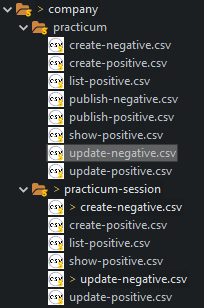 > company
practicum
create-negative.csv
create-positive.csv
list-positive.csv
publish-negative.csv
publish-positive.csv
show-positive.csv
update-negative.csv
update-positive.csv
> practicum-session
> create-negative.csv
create-positive.csv
list-positive.csv
show-positive.csv
> update-negative.csv
update-positive.csv